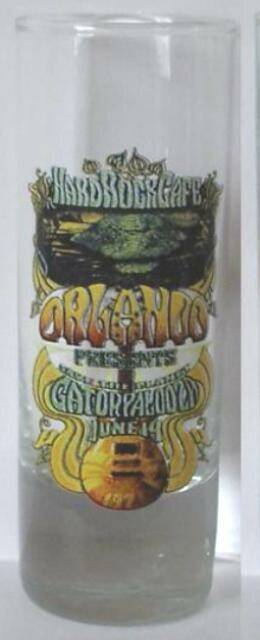 HARD ROCK CAFE
ORLANDO
PRESENTS
GATORPALOOZA
JUNE 14